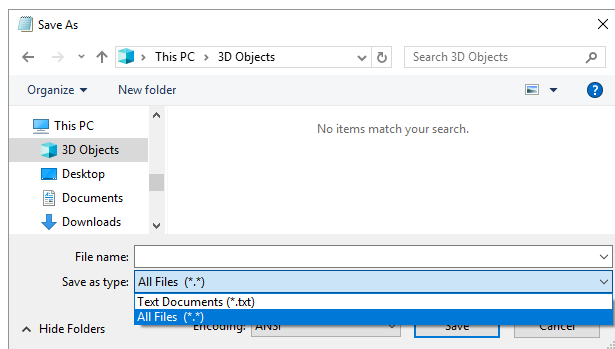 Save As
This PC > 3D Objects
Search 3D Objects
Organize
New folder
This PC
3D Objects
Desktop
Documents
Downloads
No items match your search.
File name:
Save as type: All Files (*.*)
Text Documents (*.txt)
All Files (*.*)
Hide Folders
Encoding: ANSI
Save
Cancel